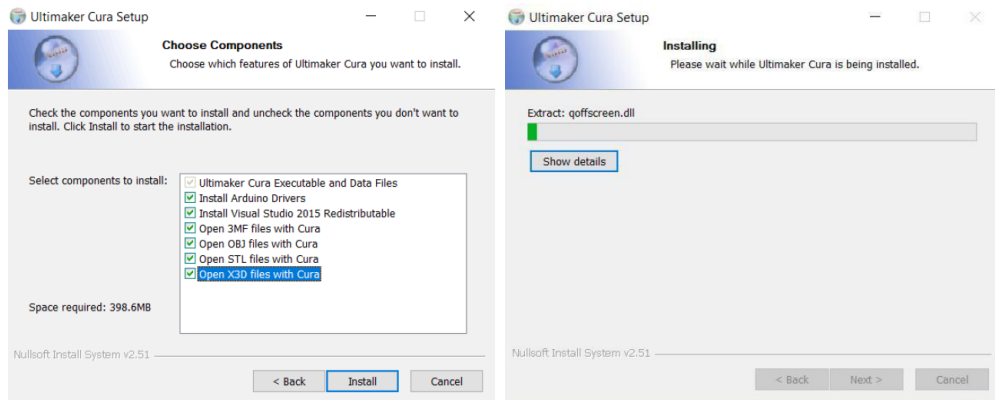 Ultimaker Cura Setup
Choose Components
Choose which features of Ultimaker Cura you want to install.
Check the components you want to install and uncheck the components you don't want to
install. Click Install to start the installation.
Select components to install:
Ultimaker Cura Executable and Data Files
Install Arduino Drivers
Install Visual Studio 2015 Redistributable
Open 3MF files with Cura
Open OBJ files with Cura
Open STL files with Cura
Open X3D files with Cura
Space required: 398.6MB
Nullsoft Install System v2.51
< Back
Install
Cancel
Ultimaker Cura Setup
Installing
Please wait while Ultimaker Cura is being installed.
Extract: qoffscreen.dll
Show details
Nullsoft Install System v2.51
< Back
Next >
Cancel